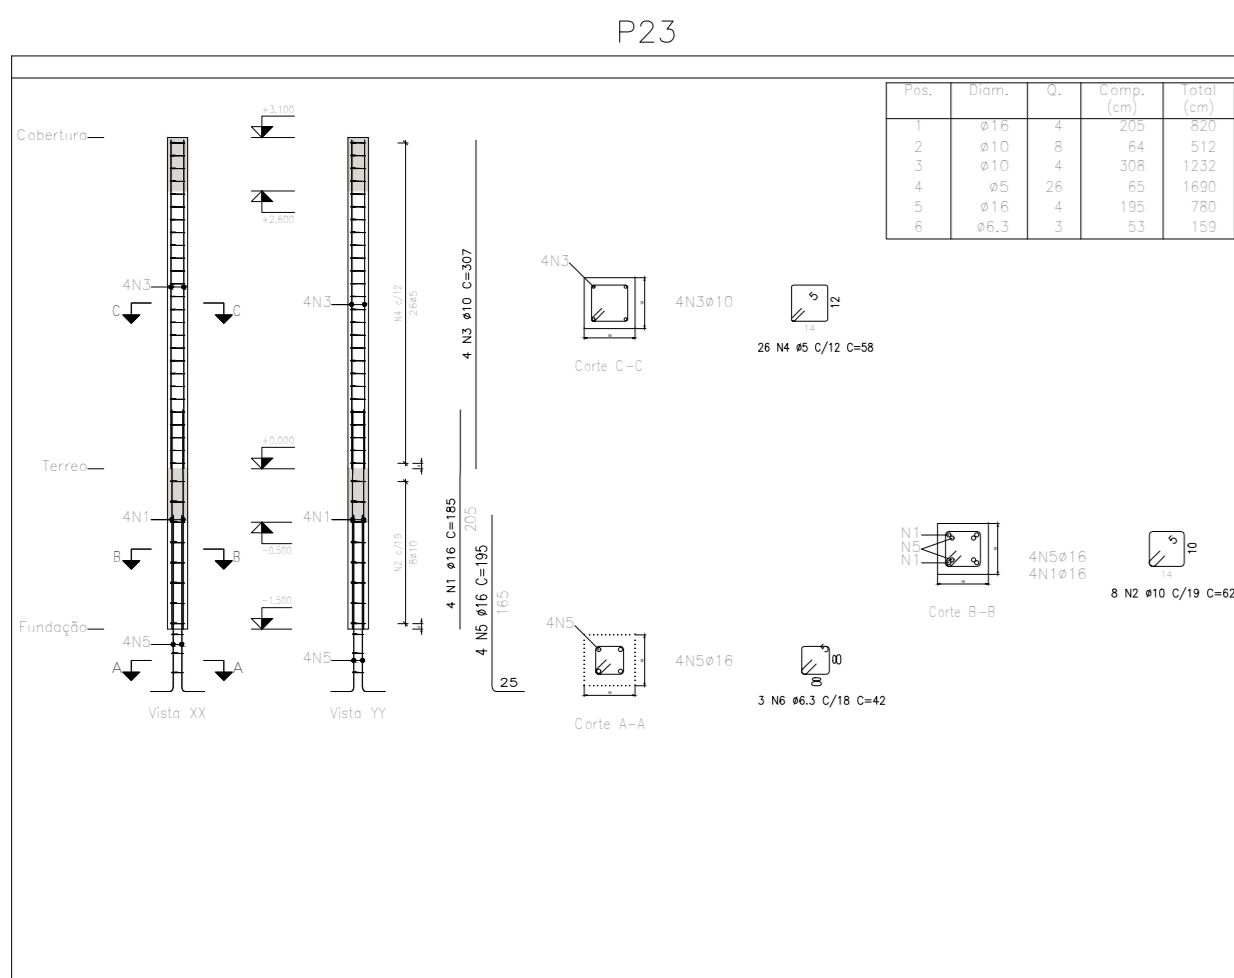 P23
Pos. Diam. Q. Comp. (cm) Total (cm)
1 ø16 4 205 820
2 ø10 8 64 512
3 ø10 4 308 1232
4 ø5 26 65 1690
5 ø16 4 195 780
6 ø6.3 3 53 159
+3.100
Cobertura
+2.600
4N3
4N3
C C
N4 c/12
26ø5
4 N3 ø10 C=307
4N3
4N3ø10
Corte C-C
5
12
14
26 N4 ø5 C/12 C=58
+0.000
Terreo
4N1
4N1
-0.500
B B
N2 c/19
8ø10
4 N1 ø16 C=185
205
4 N5 ø16 C=195
165
25
N1
N5
N1
4N5ø16
4N1ø16
Corte B-B
5
10
14
8 N2 ø10 C/19 C=62
-1.500
Fundação
4N5
4N5
A A
Vista XX
Vista YY
4N5
4N5ø16
Corte A-A
5
8
8
3 N6 ø6.3 C/18 C=42